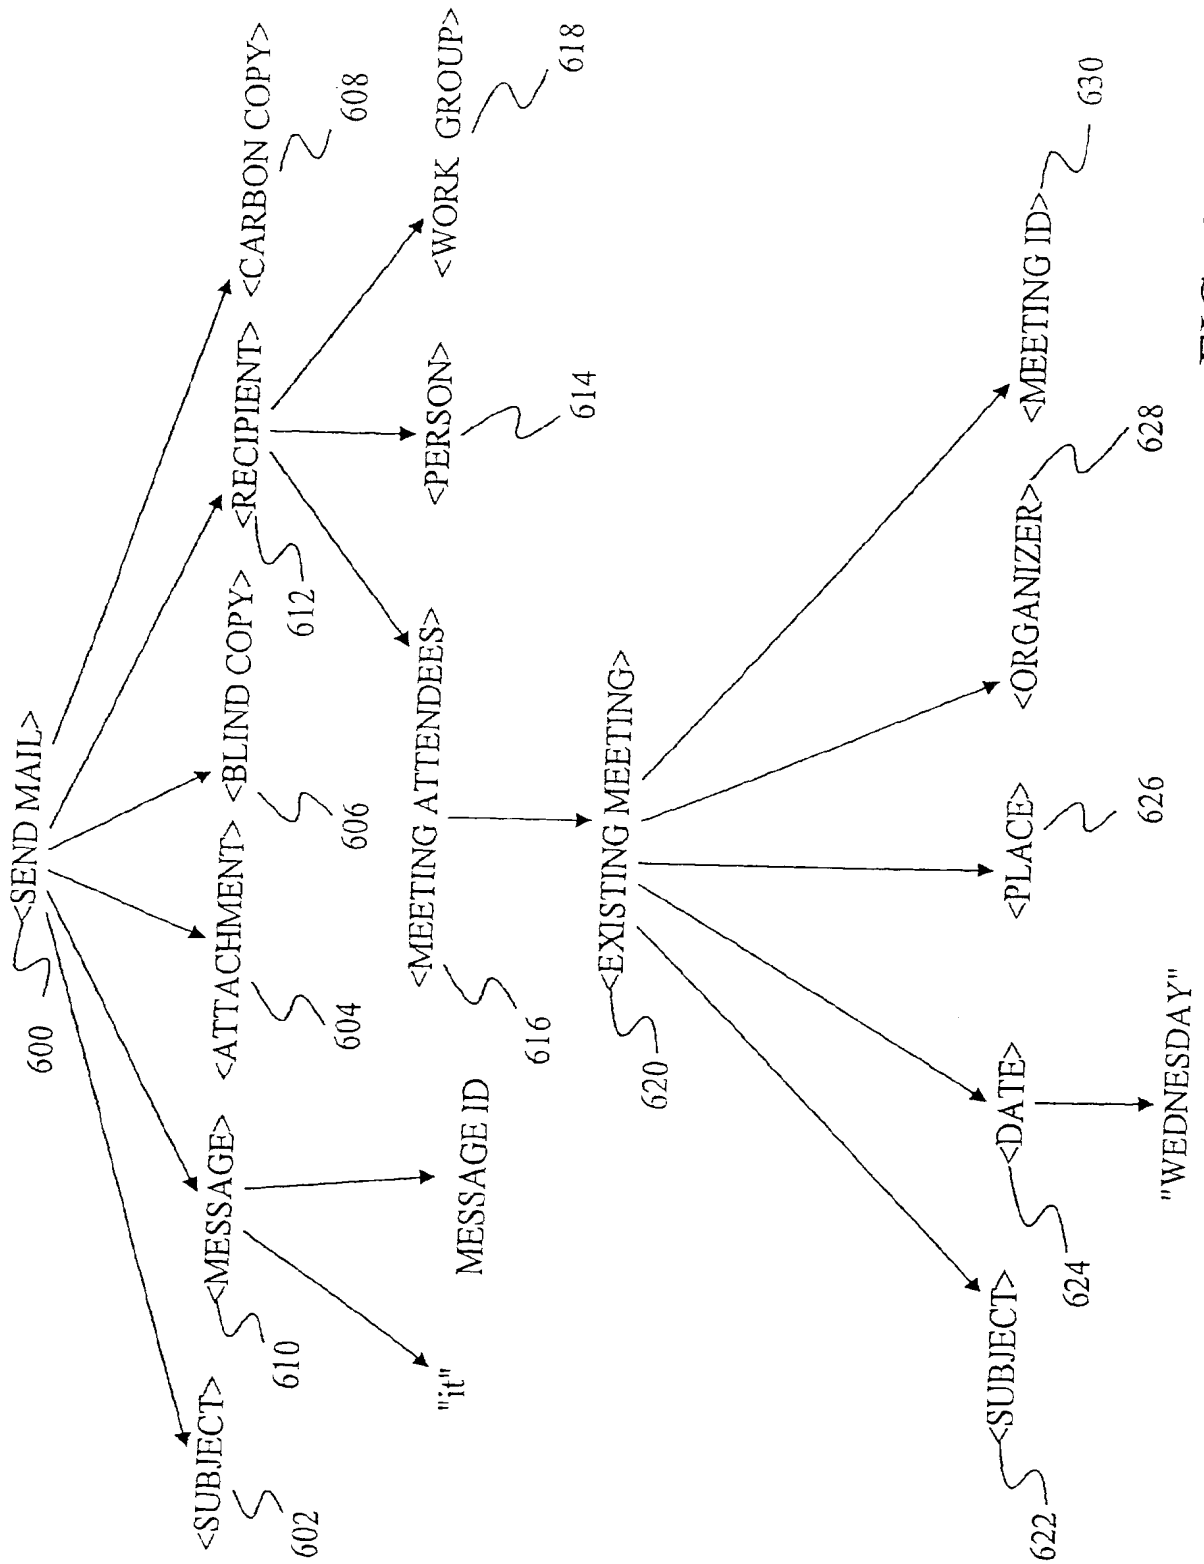 <SEND MAIL>
600
<SUBJECT>
602
<MESSAGE>
610
<ATTACHMENT>
604
<BLIND COPY>
606
<RECIPIENT>
612
<CARBON COPY>
608
"it"
MESSAGE ID
<MEETING ATTENDEES>
616
<PERSON>
614
<WORK GROUP>
618
<EXISTING MEETING>
620
<SUBJECT>
622
<DATE>
624
<PLACE>
626
<ORGANIZER>
628
<MEETING ID>
630
"WEDNESDAY"